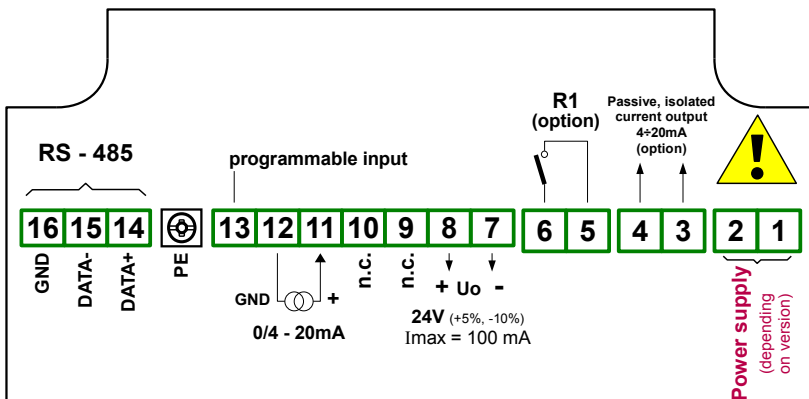 RS - 485
programmable input
R1
(option)
Passive, isolated
current output
4÷20mA
(option)
16 15 14
PE
13 12 11 10 9 8 7
6 5
4 3
2 1
GND
DATA-
DATA+
GND
+
0/4 - 20mA
n.c.
n.c.
+ Uo -
24V (+5%, -10%)
Imax = 100 mA
Power supply
(depending
on version)